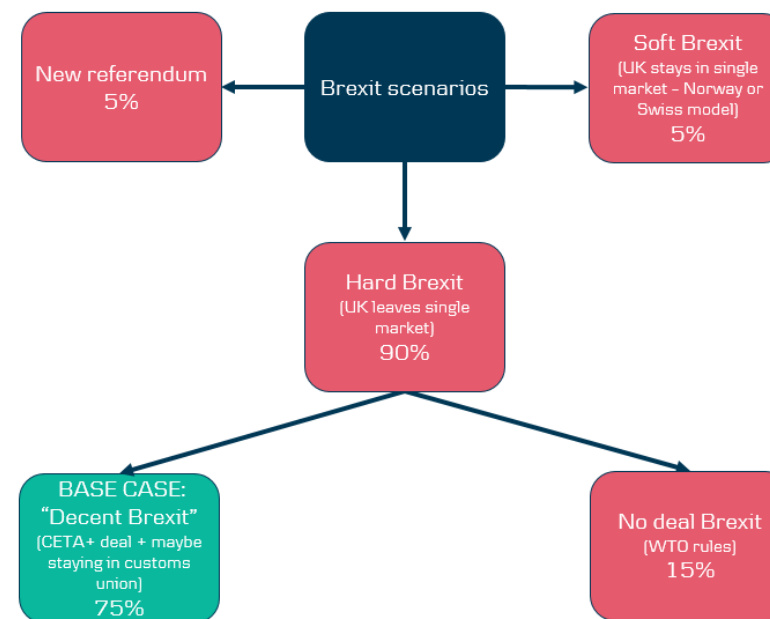 New referendum
5%
Brexit scenarios
Soft Brexit
(UK stays in single
market - Norway or
Swiss model)
5%
Hard Brexit
(UK leaves single
market)
90%
BASE CASE:
“Decent Brexit”
(CETA+ deal + maybe
staying in customs
union)
75%
No deal Brexit
(WTO rules)
15%